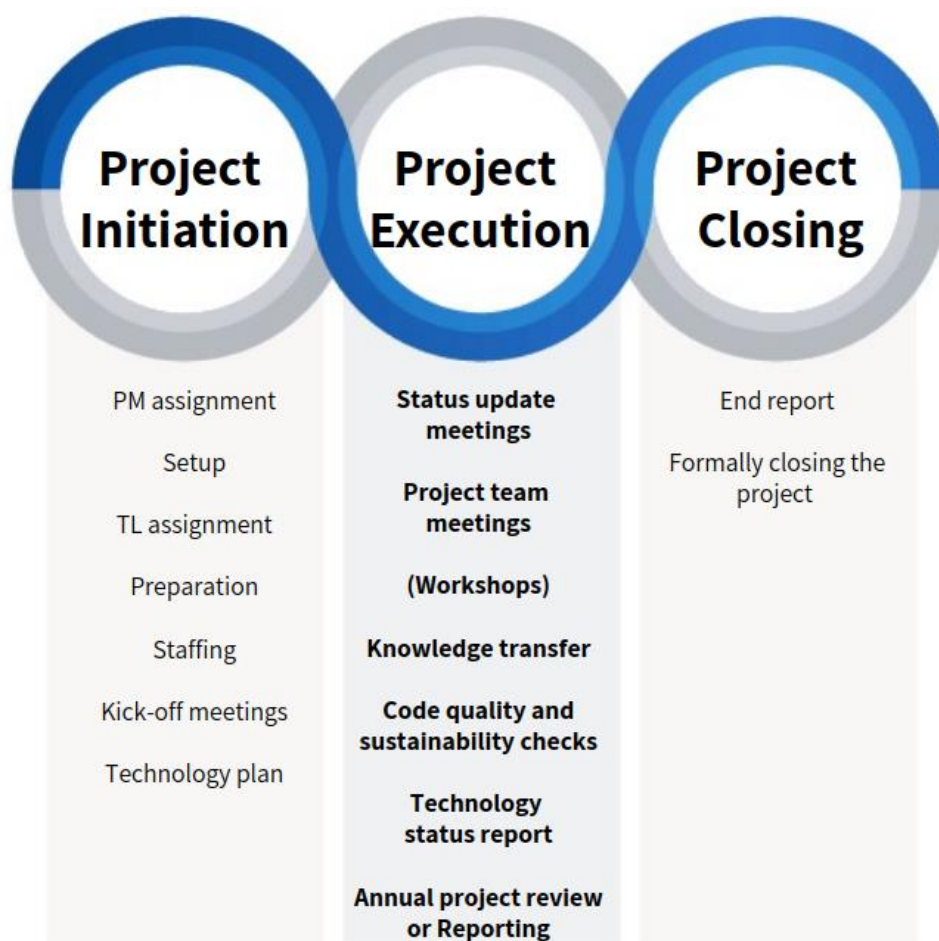 Project
Initiation
Project
Execution
Project
Closing
PM assignment
Setup
TL assignment
Preparation
Staffing
Kick-off meetings
Technology plan
Status update
meetings
Project team
meetings
(Workshops)
Knowledge transfer
Code quality and
sustainability checks
Technology
status report
Annual project review
or Reporting
End report
Formally closing the
project